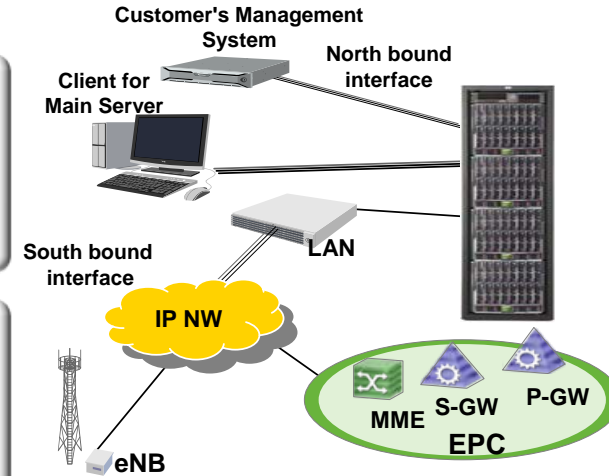 Customer's Management
System
North bound
interface
Client for
Main Server
LAN
South bound
interface
IP NW
MME
S-GW
P-GW
EPC
eNB